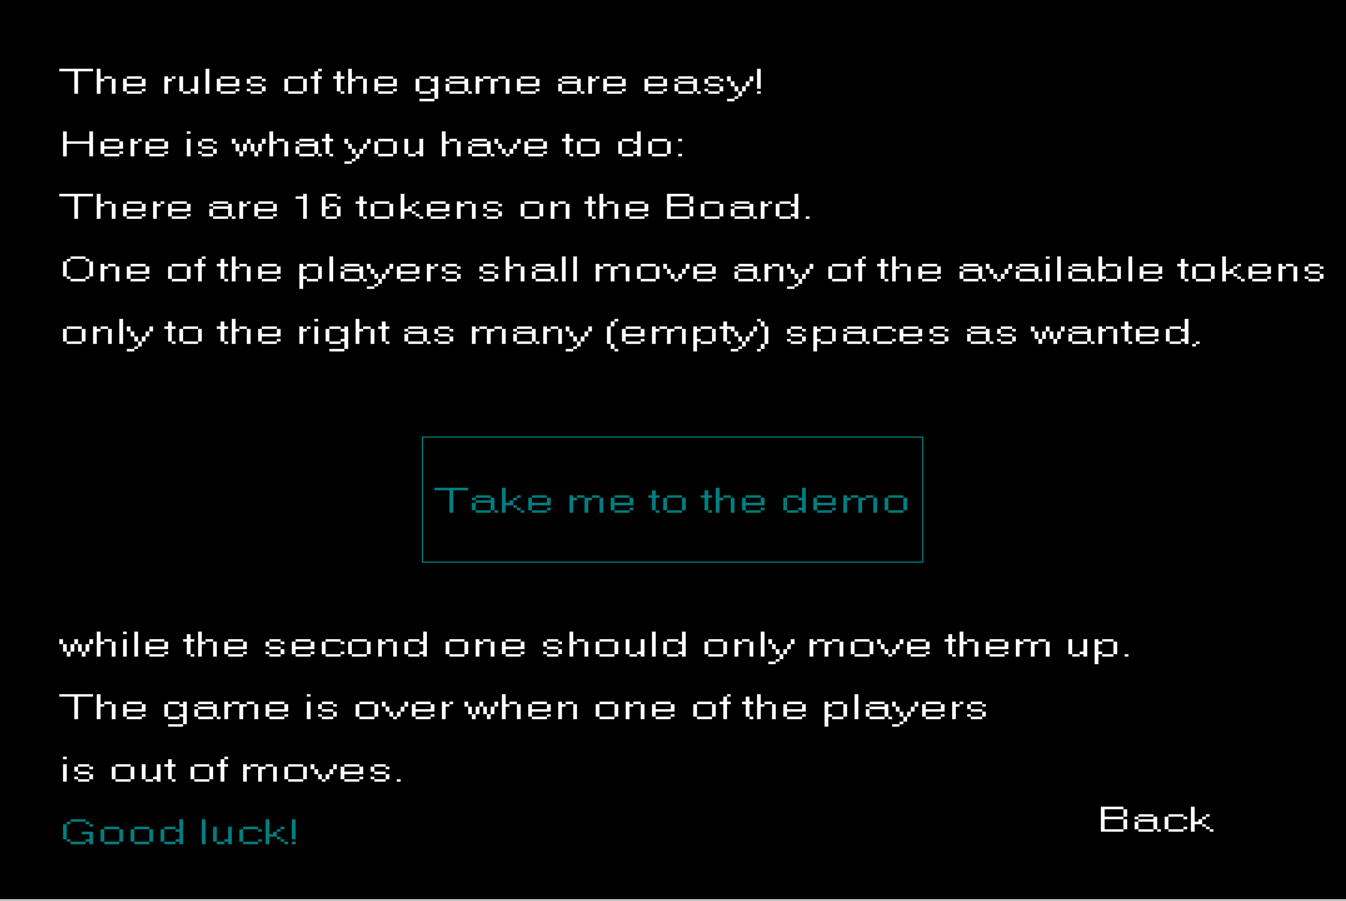 The rules of the game are easy!
Here is what you have to do:
There are 16 tokens on the Board.
One of the players shall move any of the available tokens
only to the right as many (empty) spaces as wanted,
Take me to the demo
while the second one should only move them up.
The game is over when one of the players
is out of moves.
Good luck!
Back